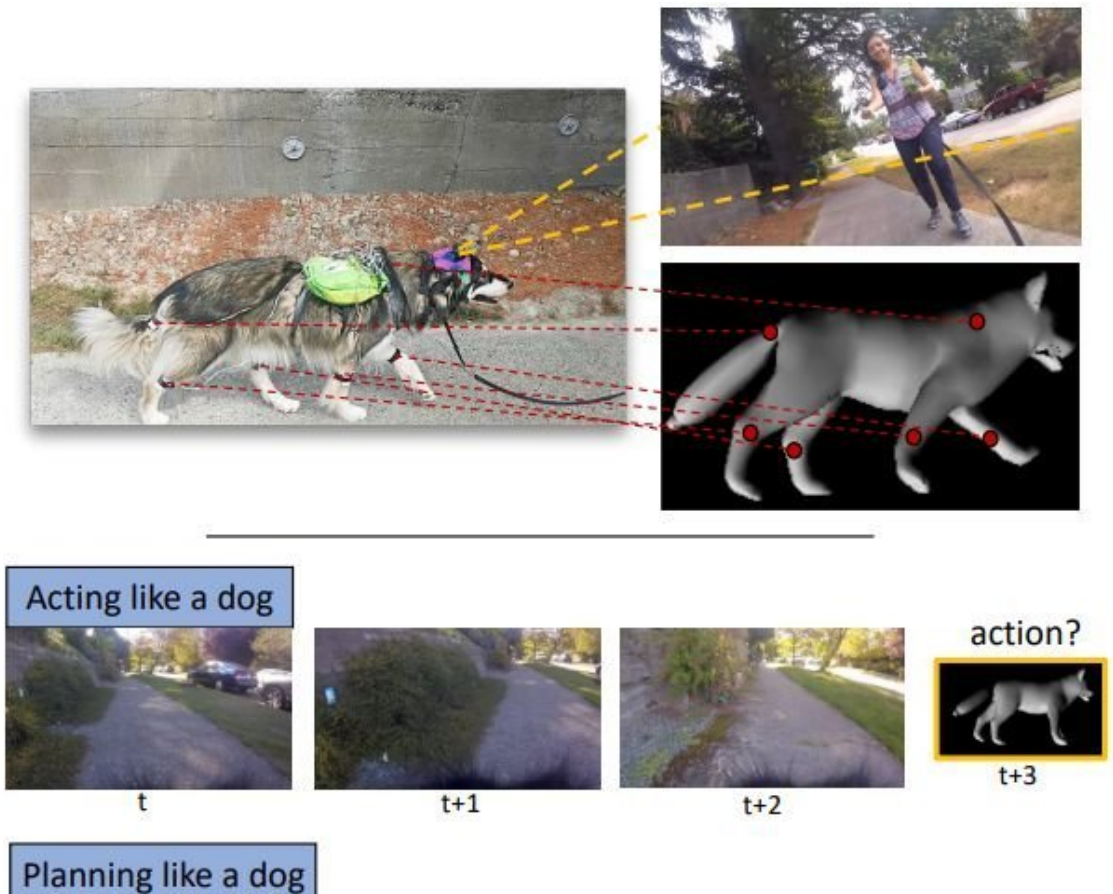 Acting like a dog
action?
t
t+1
t+2
t+3
Planning like a dog